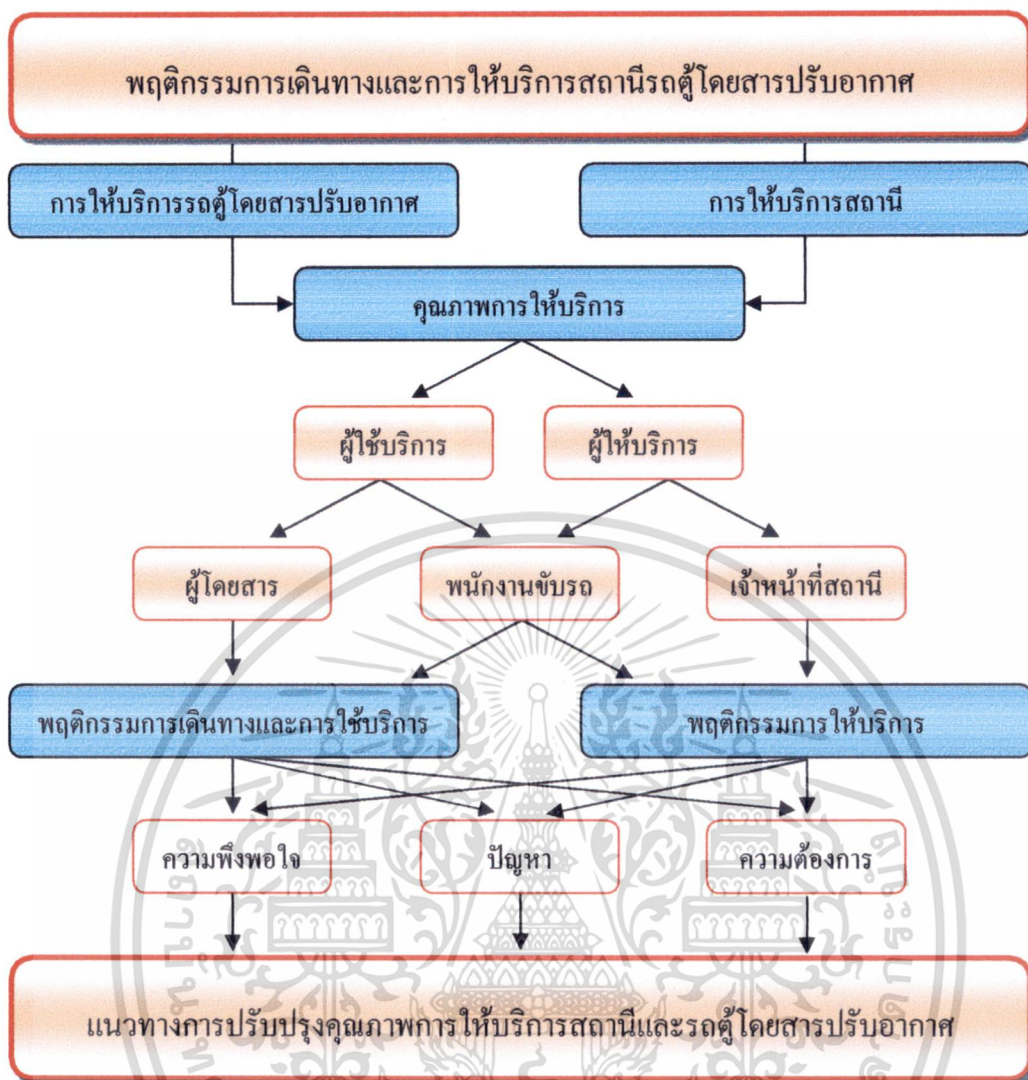 พฤติกรรมการเดินทางและการให้บริการสถานีรถตู้โดยสารปรับอากาศ
การให้บริการรถตู้โดยสารปรับอากาศ
การให้บริการสถานี
คุณภาพการให้บริการ
ผู้ใช้บริการ
ผู้ให้บริการ
ผู้โดยสาร
พนักงานขับรถ
เจ้าหน้าที่สถานี
พฤติกรรมการเดินทางและการใช้บริการ
พฤติกรรมการให้บริการ
ความพึงพอใจ
ปัญหา
ความต้องการ
แนวทางการปรับปรุงคุณภาพการให้บริการสถานีและรถตู้โดยสารปรับอากาศ